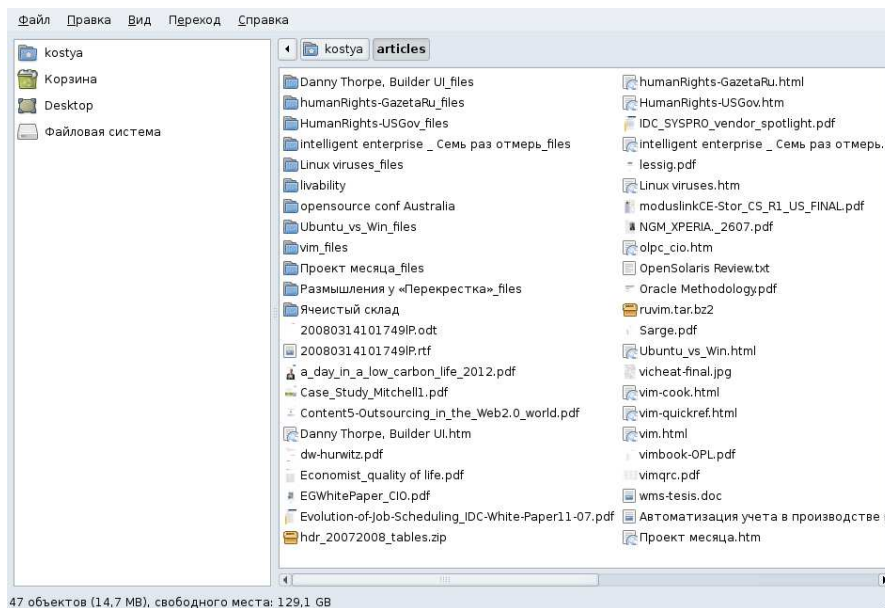 Файл Правка Вид Переход Справка
kostya
Корзина
Desktop
Файловая система
kostya articles
Danny Thorpe, Builder UI_files
humanRights-GazetaRu_files
HumanRights-USGov_files
intelligent enterprise _ Семь раз отмерь_files
Linux viruses_files
livability
opensource conf Australia
Ubuntu_vs_Win_files
vim_files
Проект месяца_files
Размышления у «Перекрестка»_files
Ячеистый склад
20080314101749lP.odt
20080314101749lP.rtf
a_day_in_a_low_carbon_life_2012.pdf
Case_Study_Mitchell1.pdf
Content5-Outsourcing_in_the_Web2.0_world.pdf
Danny Thorpe, Builder UI.htm
dw-hurwitz.pdf
Economist_quality of life.pdf
EGWhitePaper_CIO.pdf
Evolution-of-Job-Scheduling_IDC-White-Paper11-07.pdf
hdr_20072008_tables.zip
humanRights-GazetaRu.html
HumanRights-USGov.htm
IDC_SYSPRO_vendor_spotlight.pdf
intelligent enterprise _ Семь раз отмерь.
lessig.pdf
Linux viruses.htm
moduslinkCE-Stor_CS_R1_US_FINAL.pdf
NGM_XPERIA._2607.pdf
olpc_cio.htm
OpenSolaris Review.txt
Oracle Methodology.pdf
ruvim.tar.bz2
Sarge.pdf
Ubuntu_vs_Win.html
vicheat-final.jpg
vim-cook.html
vim-quickref.html
vim.html
vimbook-OPL.pdf
vimqrc.pdf
wms-tesis.doc
Автоматизация учета в производстве
Проект месяца.htm
47 объектов (14,7 MB), свободного места: 129,1 GB